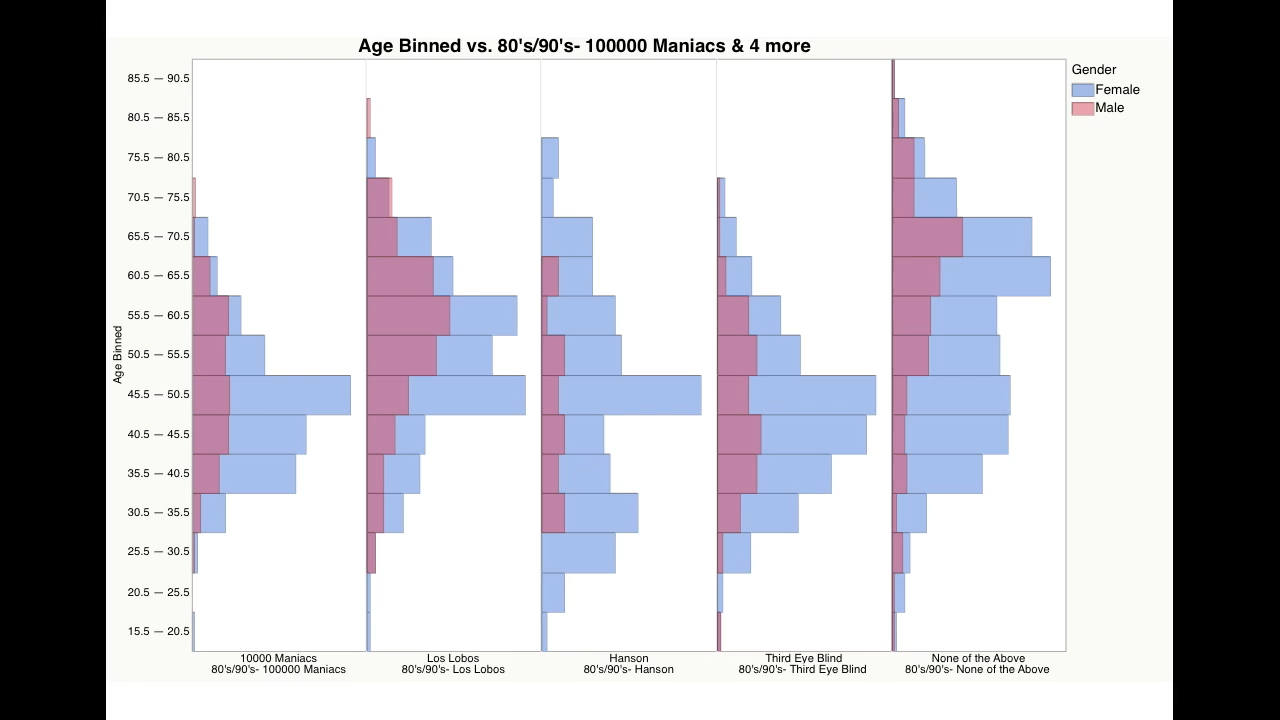 Age Binned vs. 80's/90's- 100000 Maniacs & 4 more
Gender
Female
Male
Age Binned
85.5 — 90.5
80.5 — 85.5
75.5 — 80.5
70.5 — 75.5
65.5 — 70.5
60.5 — 65.5
55.5 — 60.5
50.5 — 55.5
45.5 — 50.5
40.5 — 45.5
35.5 — 40.5
30.5 — 35.5
25.5 — 30.5
20.5 — 25.5
15.5 — 20.5
10000 Maniacs
80's/90's- 100000 Maniacs
Los Lobos
80's/90's- Los Lobos
Hanson
80's/90's- Hanson
Third Eye Blind
80's/90's- Third Eye Blind
None of the Above
80's/90's- None of the Above